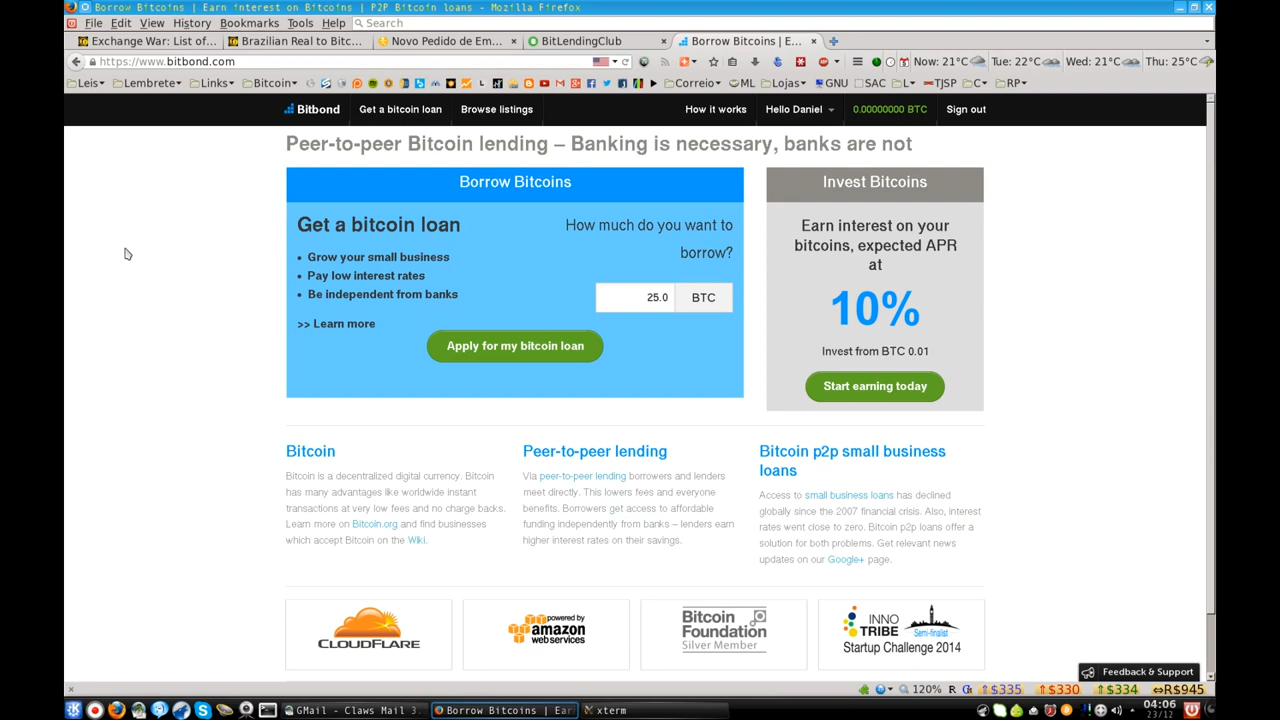 Borrow Bitcoins | Earn interest on Bitcoins | P2P Bitcoin loans - Mozilla Firefox
File Edit View History Bookmarks Tools Help Search
Exchange War: List of... Brazilian Real to Bitc... Novo Pedido de Em... BitLendingClub Borrow Bitcoins | E...
https://www.bitbond.com Now: 21°C Tue: 22°C Wed: 21°C Thu: 25°C
Leis Lembrete Links Bitcoin Correio ML Lojas GNU SAC L TJSP C RP
Bitbond Get a bitcoin loan Browse listings How it works Hello Daniel 0.00000000 BTC Sign out
Peer-to-peer Bitcoin lending – Banking is necessary, banks are not
Borrow Bitcoins
Get a bitcoin loan
• Grow your small business
• Pay low interest rates
• Be independent from banks
>> Learn more
How much do you want to
borrow?
25.0 BTC
Apply for my bitcoin loan
Invest Bitcoins
Earn interest on your
bitcoins, expected APR
at
10%
Invest from BTC 0.01
Start earning today
Bitcoin
Bitcoin is a decentralized digital currency. Bitcoin
has many advantages like worldwide instant
transactions at very low fees and no charge backs.
Learn more on Bitcoin.org and find businesses
which accept Bitcoin on the Wiki.
Peer-to-peer lending
Via peer-to-peer lending borrowers and lenders
meet directly. This lowers fees and everyone
benefits. Borrowers get access to affordable
funding independently from banks – lenders earn
higher interest rates on their savings.
Bitcoin p2p small business
loans
Access to small business loans has declined
globally since the 2007 financial crisis. Also, interest
rates went close to zero. Bitcoin p2p loans offer a
solution for both problems. Get relevant news
updates on our Google+ page.
CLOUDFLARE
powered by
amazon
web services
Bitcoin
Foundation
Silver Member
INNO
TRIBE
Semi-finalist
Startup Challenge 2014
Feedback & Support
120% R $335 $330 $334 R$945
GMail - Claws Mail 3. Borrow Bitcoins | Ear xterm 04:06
23/12